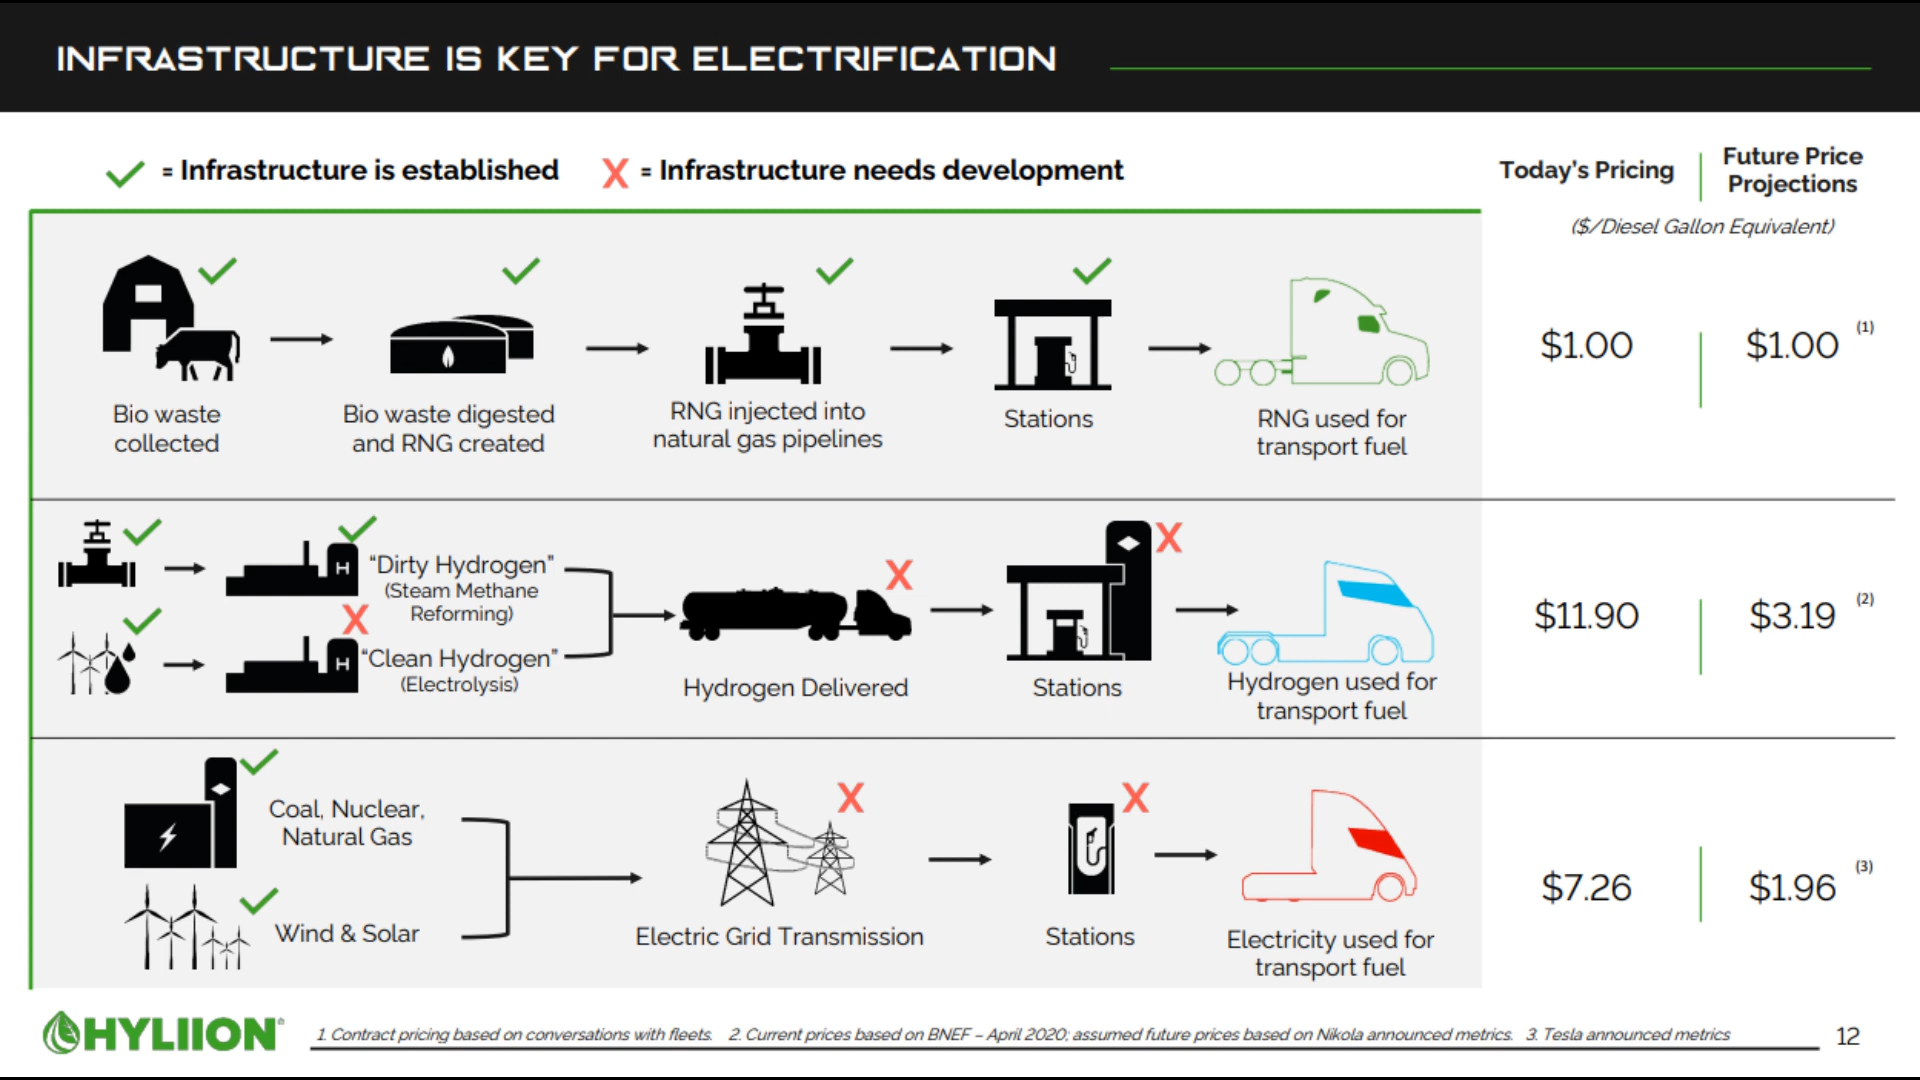 INFRASTRUCTURE IS KEY FOR ELECTRIFICATION
= Infrastructure is established
X = Infrastructure needs development
Today's Pricing
Future Price
Projections
($/Diesel Gallon Equivalent)
Bio waste
collected
Bio waste digested
and RNG created
RNG injected into
natural gas pipelines
Stations
RNG used for
transport fuel
$1.00
$1.00 (1)
H
"Dirty Hydrogen"
(Steam Methane
Reforming)
X
H
"Clean Hydrogen"
(Electrolysis)
X
Hydrogen Delivered
X
Stations
Hydrogen used for
transport fuel
$11.90
$3.19 (2)
Coal, Nuclear,
Natural Gas
Wind & Solar
X
Electric Grid Transmission
X
Stations
Electricity used for
transport fuel
$7.26
$1.96 (3)
HYLIION®
1. Contract pricing based on conversations with fleets. 2. Current prices based on BNEF – April 2020; assumed future prices based on Nikola announced metrics. 3. Tesla announced metrics
12